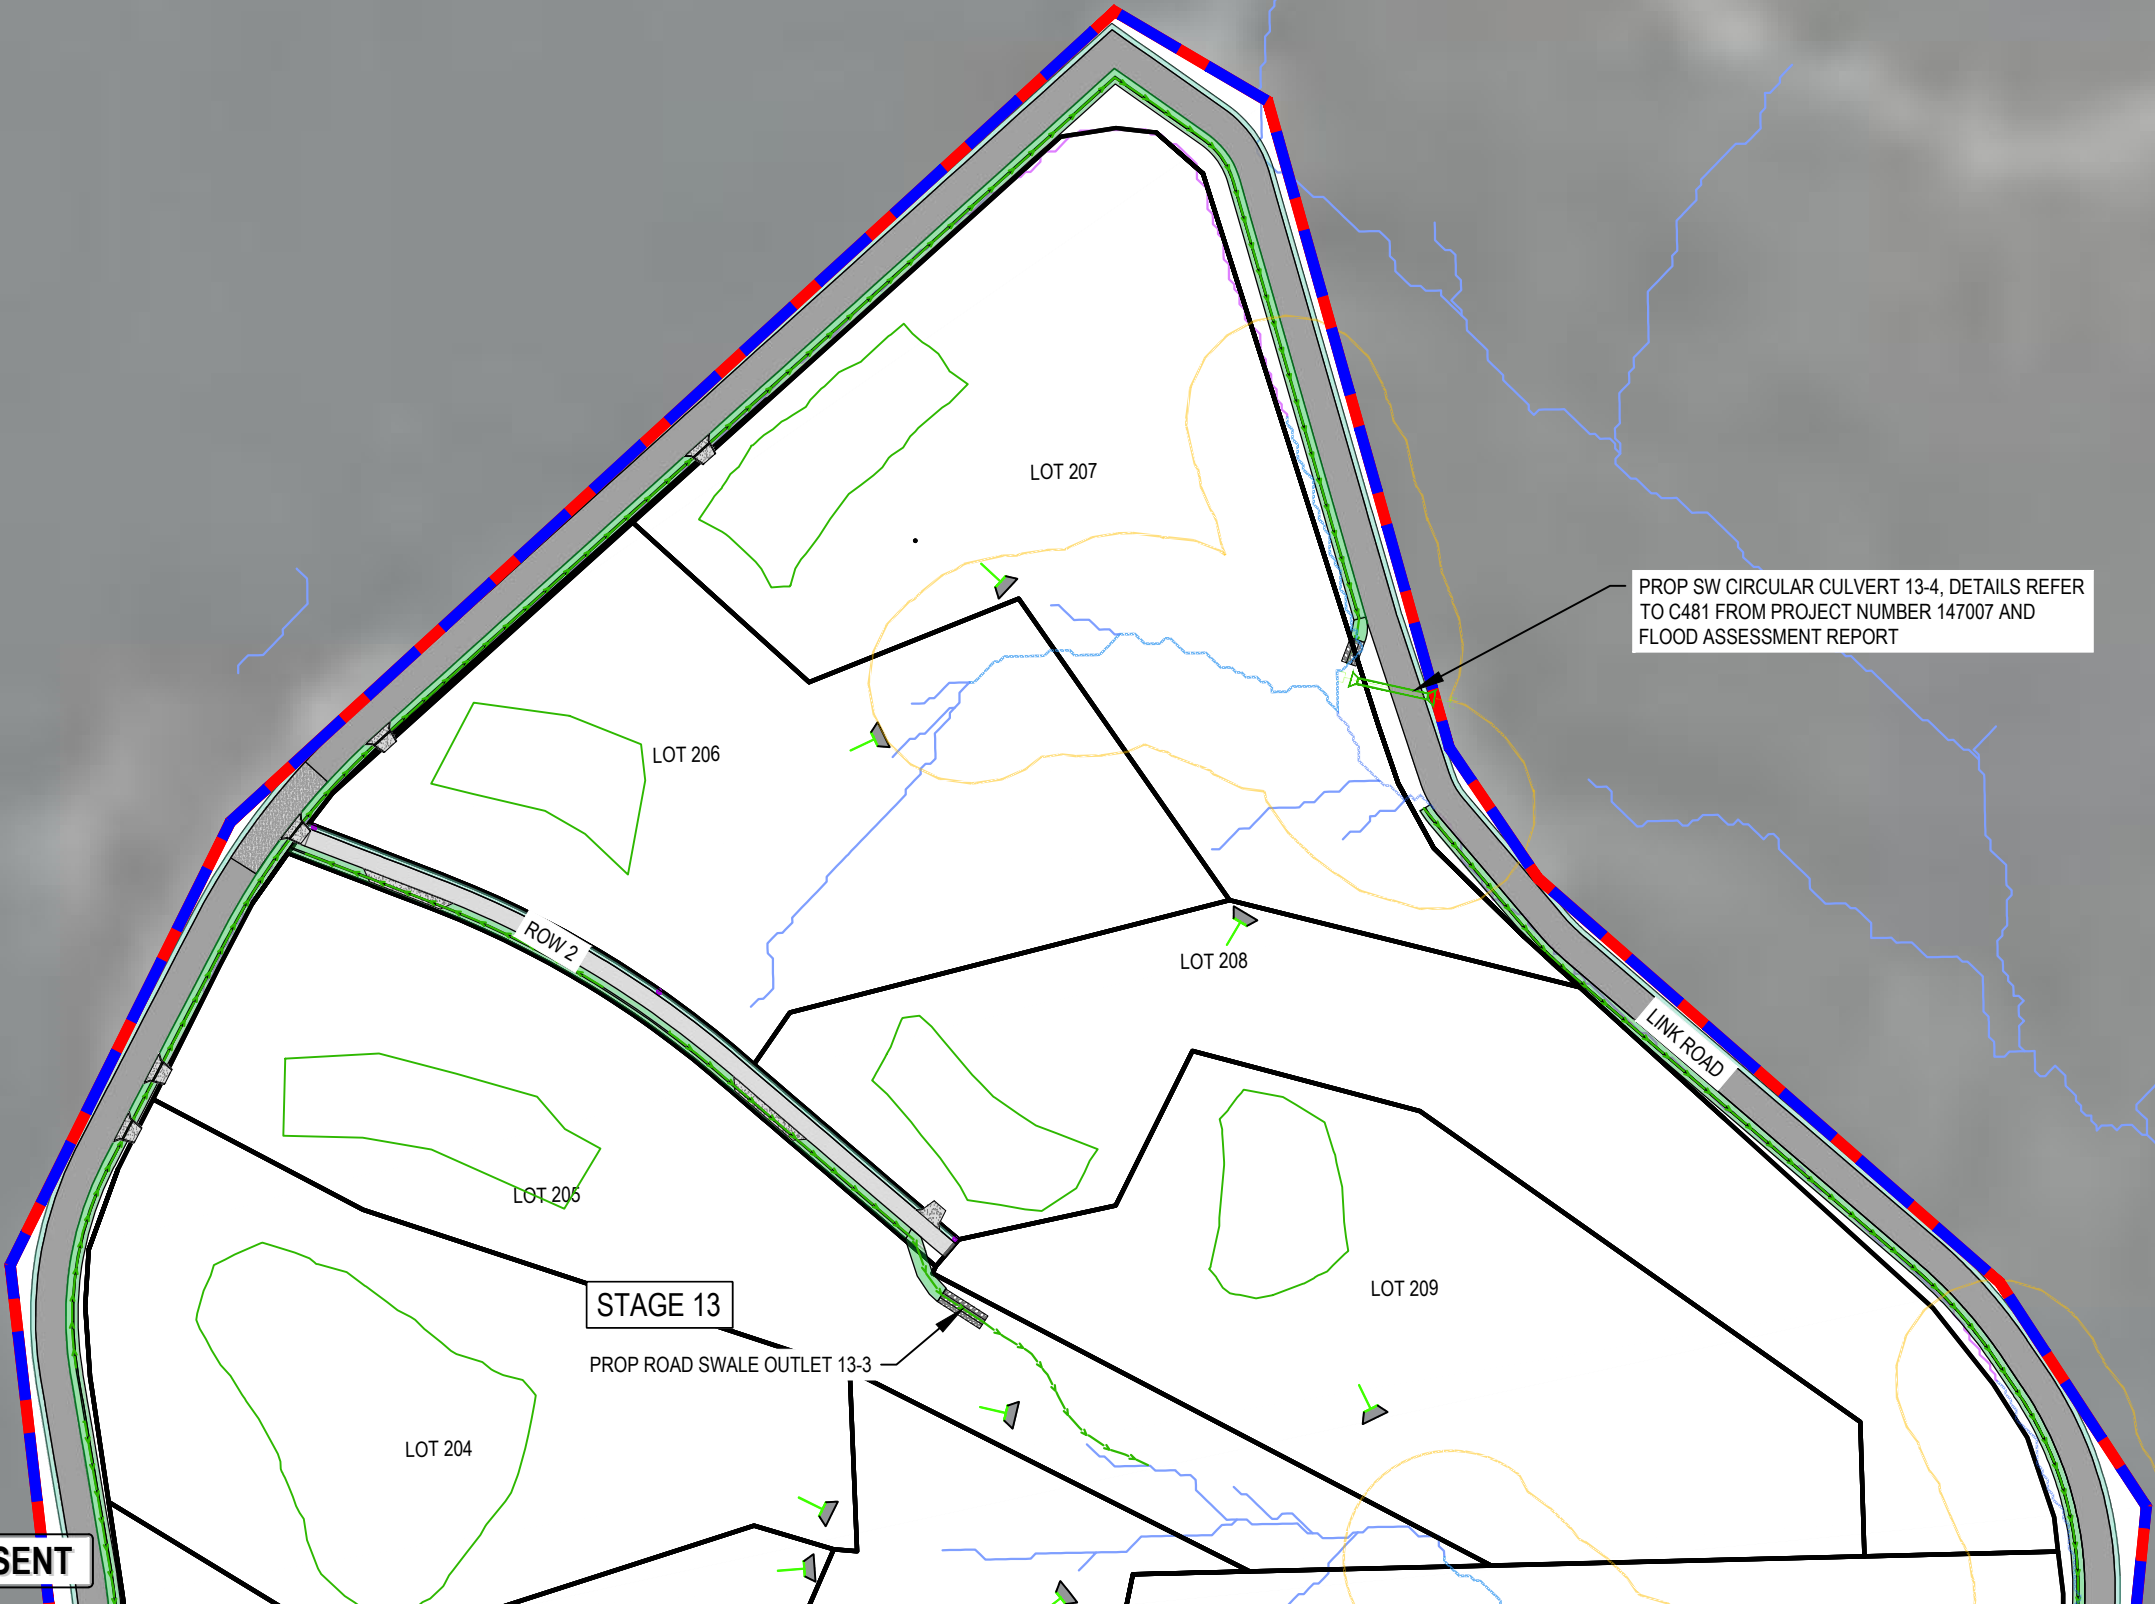 LOT 207
PROP SW CIRCULAR CULVERT 13-4, DETAILS REFER
TO C481 FROM PROJECT NUMBER 147007 AND
FLOOD ASSESSMENT REPORT
LOT 206
ROW 2
LOT 208
LINK ROAD
LOT 205
STAGE 13
LOT 209
PROP ROAD SWALE OUTLET 13-3
LOT 204
SENT